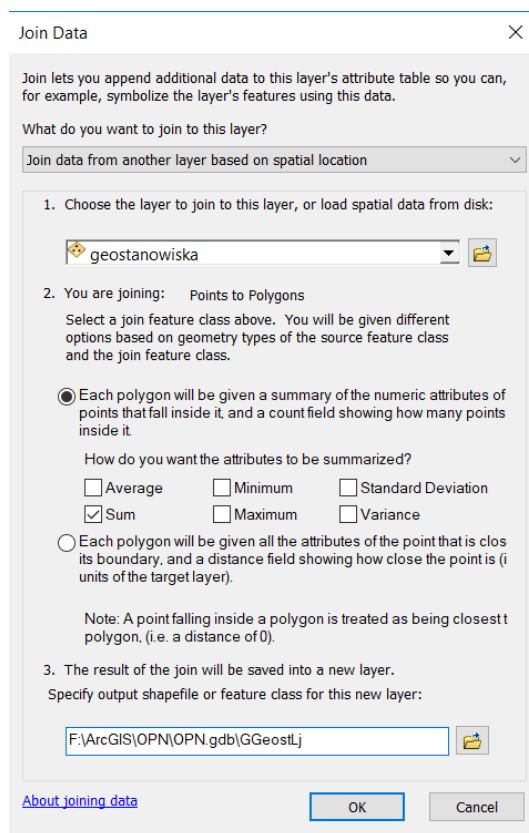 Join Data
Join lets you append additional data to this layer's attribute table so you can,
for example, symbolize the layer's features using this data.
What do you want to join to this layer?
Join data from another layer based on spatial location
1. Choose the layer to join to this layer, or load spatial data from disk:
geostanowiska
2. You are joining: Points to Polygons
Select a join feature class above. You will be given different
options based on geometry types of the source feature class
and the join feature class.
Each polygon will be given a summary of the numeric attributes of
points that fall inside it, and a count field showing how many points
inside it.
How do you want the attributes to be summarized?
Average Minimum Standard Deviation
Sum Maximum Variance
Each polygon will be given all the attributes of the point that is clos
its boundary, and a distance field showing how close the point is (i
units of the target layer).
Note: A point falling inside a polygon is treated as being closest t
polygon, (i.e. a distance of 0).
3. The result of the join will be saved into a new layer.
Specify output shapefile or feature class for this new layer:
F:\ArcGIS\OPN\OPN.gdb\GGeostLj
About joining data
OK Cancel